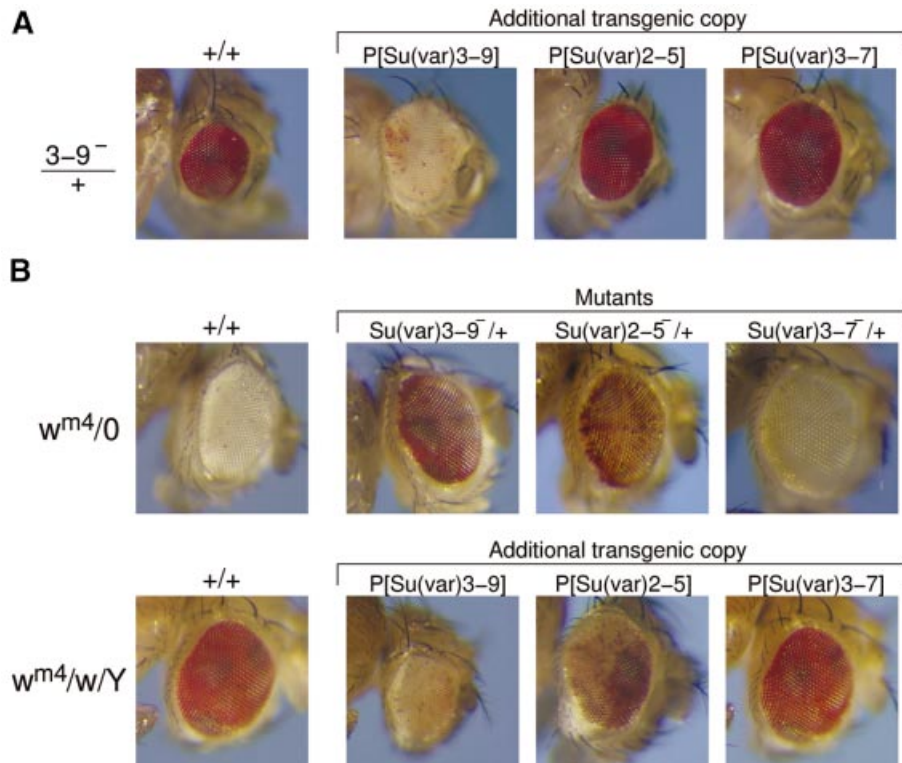 A
Additional transgenic copy
+/+ P[Su(var)3–9] P[Su(var)2–5] P[Su(var)3–7]
3–9⁻
+
B
Mutants
+/+ Su(var)3–9⁻/+ Su(var)2–5⁻/+ Su(var)3–7⁻/+
wᵐ⁴/0
Additional transgenic copy
+/+ P[Su(var)3–9] P[Su(var)2–5] P[Su(var)3–7]
wᵐ⁴/w/Y